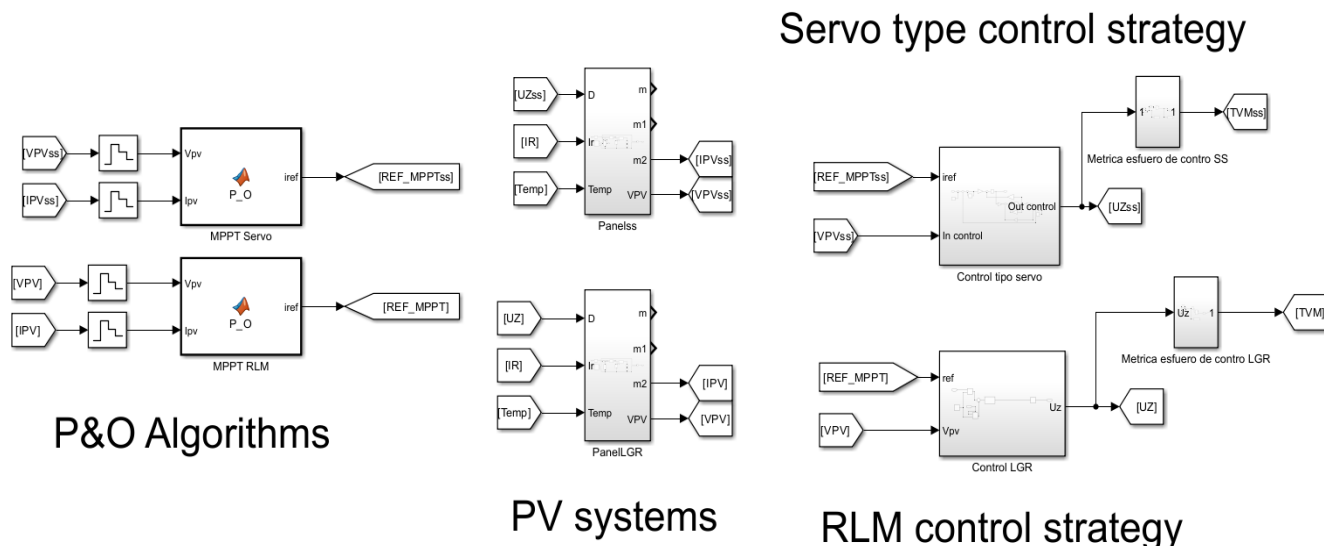 Servo type control strategy
[VPVss]
[IPVss]
Vpv
Ipv
P_O
iref
[REF_MPPTss]
MPPT Servo
[VPV]
[IPV]
Vpv
Ipv
P_O
iref
[REF_MPPT]
MPPT RLM
P&O Algorithms
[UZss]
[IR]
[Temp]
D
Ir
Temp
m
m1
m2
VPV
[IPVss]
[VPVss]
Panelss
[UZ]
[IR]
[Temp]
D
Ir
Temp
m
m1
m2
VPV
[IPV]
[VPV]
PanelLGR
PV systems
1
1
[TVMss]
Metrica esfuero de contro SS
[REF_MPPTss]
[VPVss]
iref
In control
Out control
[UZss]
Control tipo servo
Uz
1
[TVM]
Metrica esfuero de contro LGR
[REF_MPPT]
[VPV]
ref
Vpv
Uz
[UZ]
Control LGR
RLM control strategy